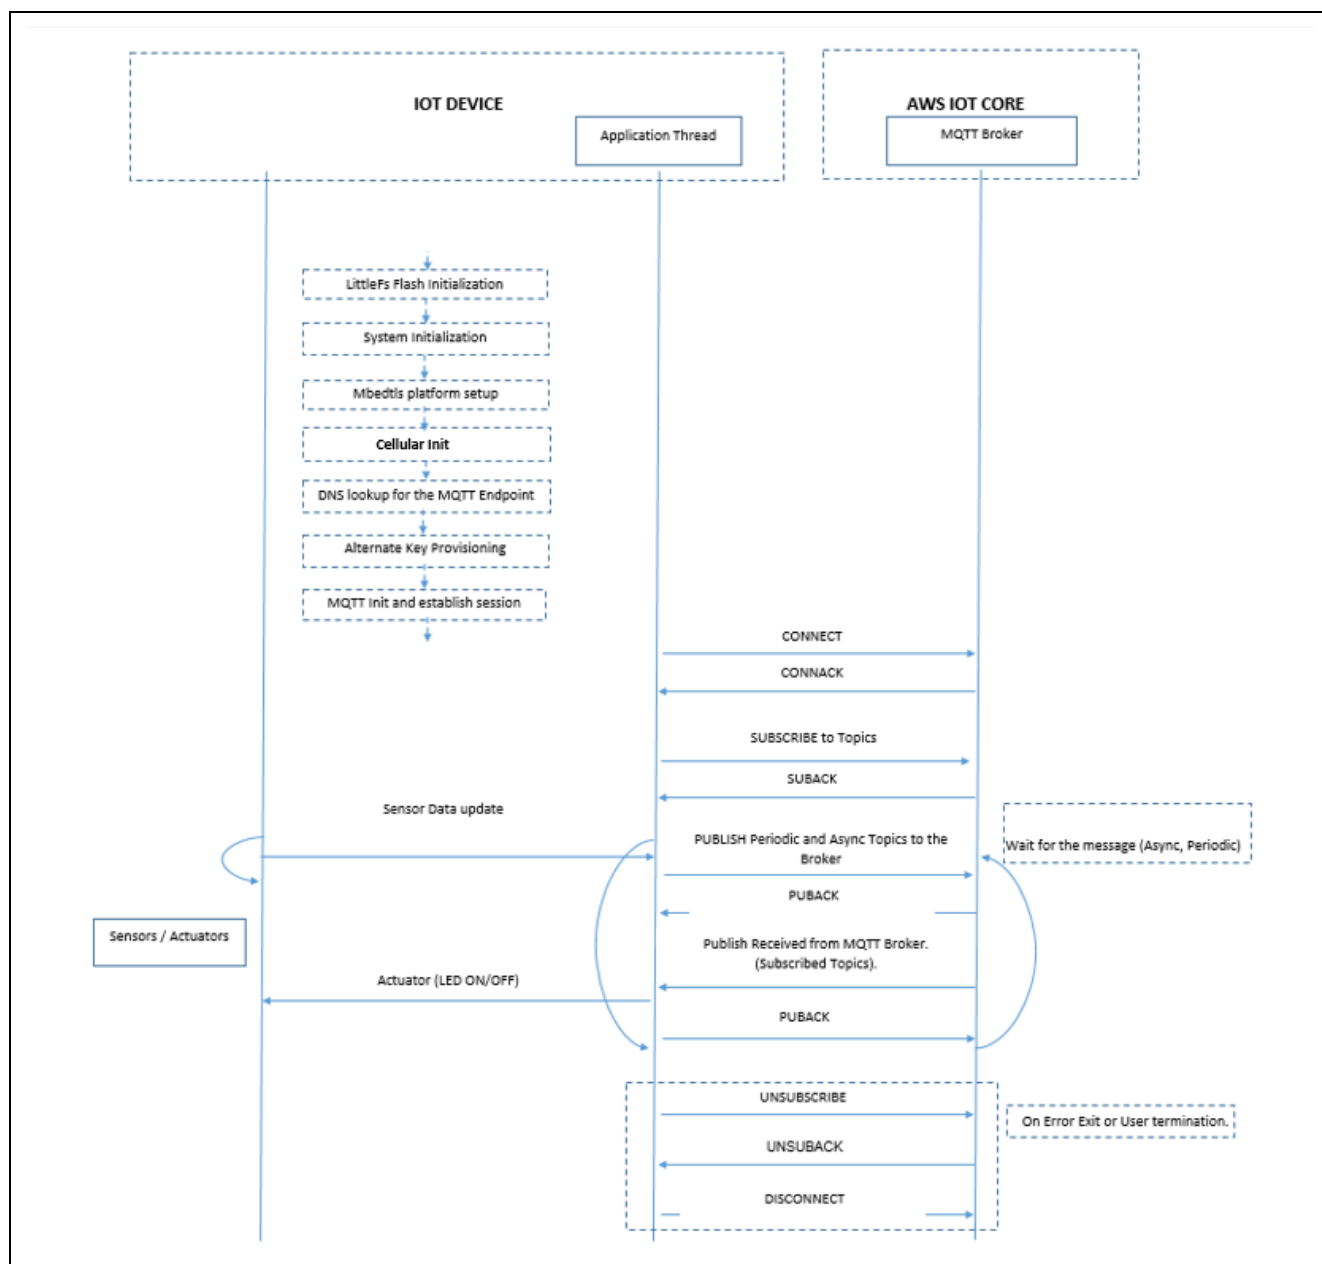 IOT DEVICE
AWS IOT CORE
Application Thread
MQTT Broker
LittleFs Flash Initialization
System Initialization
Mbedtls platform setup
Cellular Init
DNS lookup for the MQTT Endpoint
Alternate Key Provisioning
MQTT Init and establish session
CONNECT
CONNACK
SUBSCRIBE to Topics
SUBACK
Sensor Data update
PUBLISH Periodic and Async Topics to the
Broker
Wait for the message (Async, Periodic)
PUBACK
Sensors / Actuators
Publish Received from MQTT Broker.
(Subscribed Topics).
Actuator (LED ON/OFF)
PUBACK
UNSUBSCRIBE
On Error Exit or User termination.
UNSUBACK
DISCONNECT